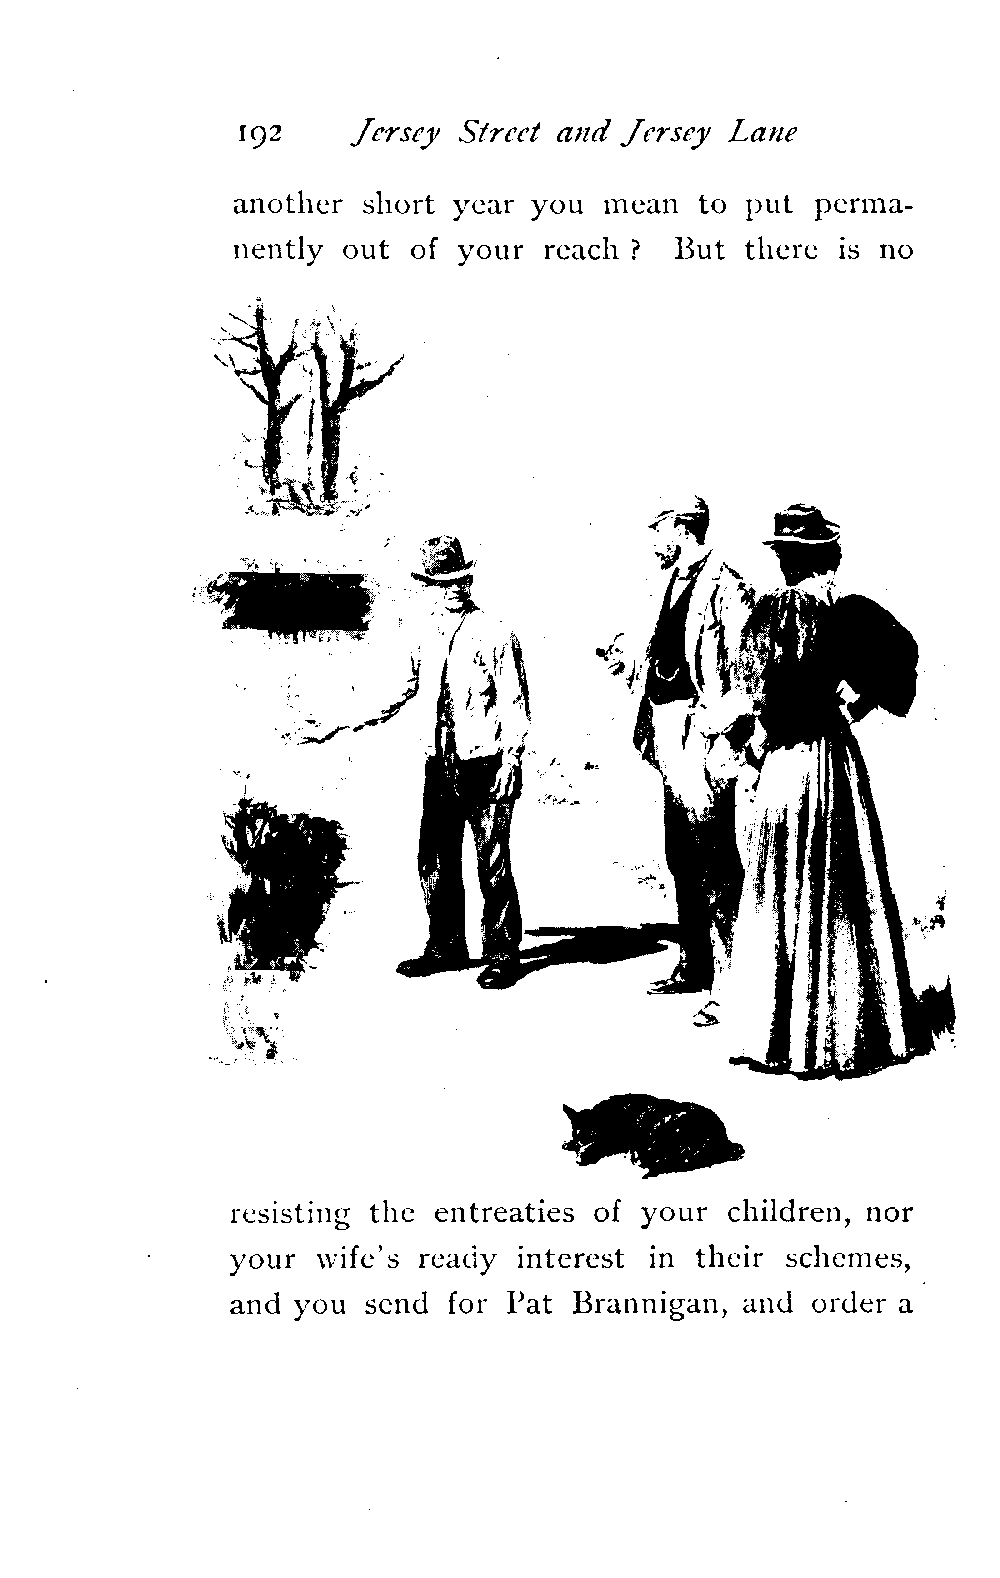 192 Jersey Street and Jersey Lane
another short year you mean to put perma-
nently out of your reach? But there is no
resisting the entreaties of your children, nor
your wife's ready interest in their schemes,
and you send for Pat Brannigan, and order a